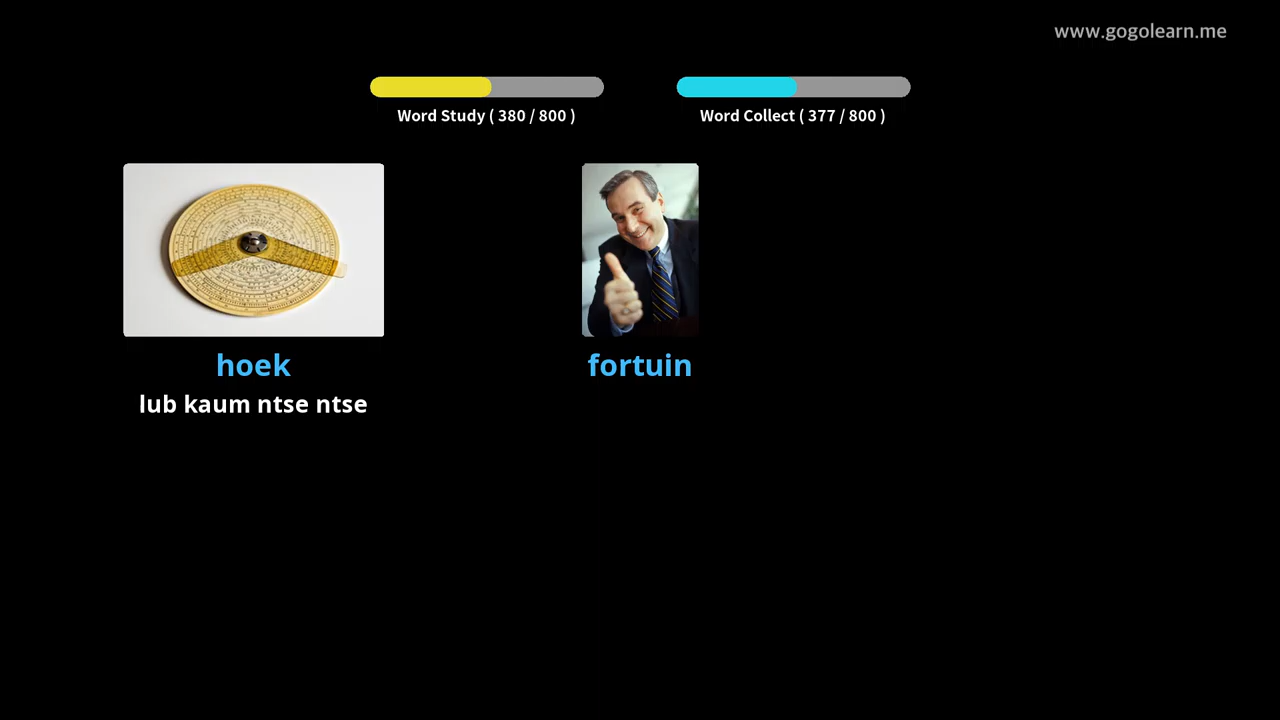 www.gogolearn.me
Word Study ( 380 / 800 )
Word Collect ( 377 / 800 )
hoek
lub kaum ntse ntse
fortuin